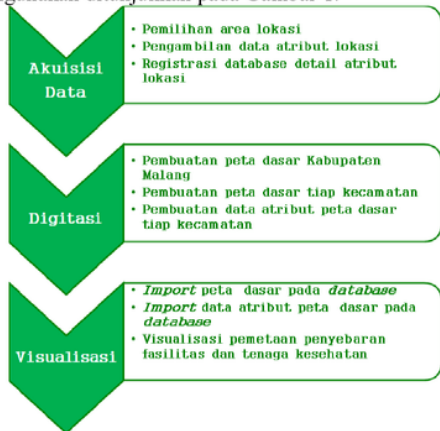 Akuisisi
Data
• Pemilihan area lokasi
• Pengambilan data atribut lokasi
• Registrasi database detail atribut
lokasi
Digitasi
• Pembuatan peta dasar Kabupaten
Malang
• Pembuatan peta dasar tiap kecamatan
• Pembuatan data atribut peta dasar
tiap kecamatan
Visualisasi
• Import peta dasar pada database
• Import data atribut peta dasar pada
database
• Visualisasi pemetaan penyebaran
fasilitas dan tenaga kesehatan